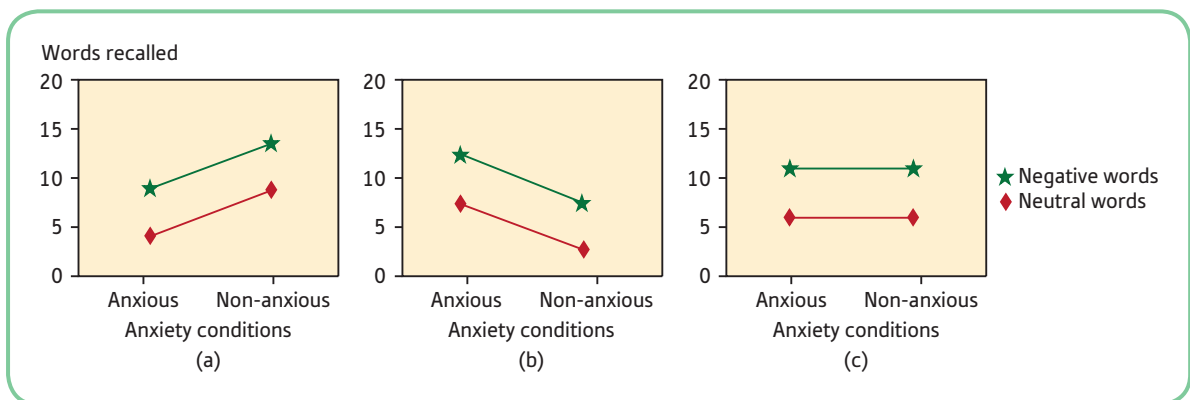 Words recalled
20
15
10
5
0
Anxious Non-anxious
Anxiety conditions
(a)
20
15
10
5
0
Anxious Non-anxious
Anxiety conditions
(b)
20
15
10
5
0
Anxious Non-anxious
Anxiety conditions
(c)
Negative words
Neutral words